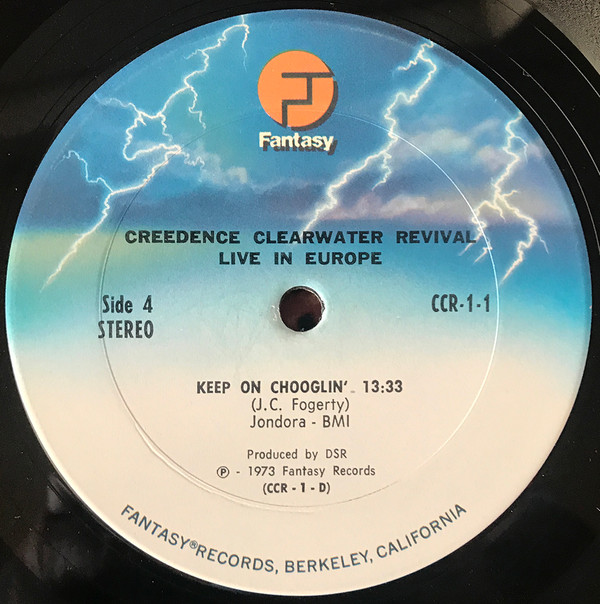 Fantasy
CREEDENCE CLEARWATER REVIVAL
LIVE IN EUROPE
Side 4
CCR-1-1
STEREO
KEEP ON CHOOGLIN' 13:33
(J.C. Fogerty)
Jondora - BMI
Produced by DSR
℗ - 1973 Fantasy Records
(CCR - 1 - D)
FANTASY®RECORDS, BERKELEY, CALIFORNIA